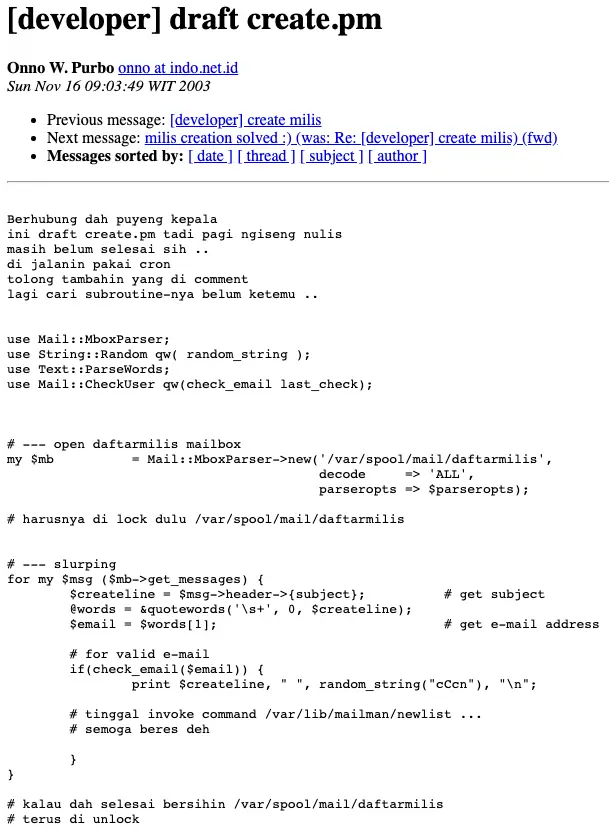 [developer] draft create.pm
Onno W. Purbo onno at indo.net.id
Sun Nov 16 09:03:49 WIT 2003
• Previous message: [developer] create milis
• Next message: milis creation solved :) (was: Re: [developer] create milis) (fwd)
• Messages sorted by: [ date ] [ thread ] [ subject ] [ author ]
Berhubung dah puyeng kepala
ini draft create.pm tadi pagi ngiseng nulis
masih belum selesai sih ..
di jalanin pakai cron
tolong tambahin yang di comment
lagi cari subroutine-nya belum ketemu ..
use Mail::MboxParser;
use String::Random qw( random_string );
use Text::ParseWords;
use Mail::CheckUser qw(check_email last_check);
# --- open daftarmilis mailbox
my $mb          = Mail::MboxParser->new('/var/spool/mail/daftarmilis',
                                        decode     => 'ALL',
                                        parseropts => $parseropts);
# harusnya di lock dulu /var/spool/mail/daftarmilis
# --- slurping
for my $msg ($mb->get_messages) {
        $createline = $msg->header->{subject};          # get subject
        @words = &quotewords('\s+', 0, $createline);
        $email = $words[1];                             # get e-mail address
        # for valid e-mail
        if(check_email($email)) {
                print $createline, " ", random_string("cCcn"), "\n";
        # tinggal invoke command /var/lib/mailman/newlist ...
        # semoga beres deh
        }
}
# kalau dah selesai bersihin /var/spool/mail/daftarmilis
# terus di unlock